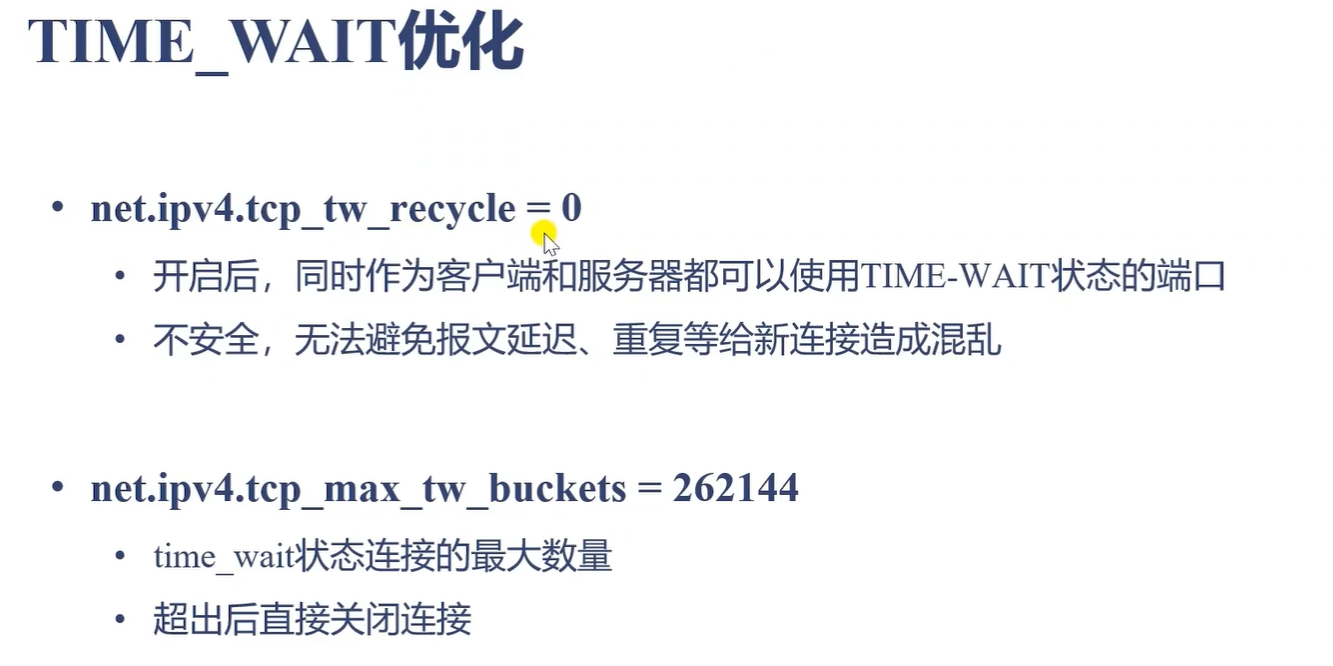 TIME_WAIT优化
• net.ipv4.tcp_tw_recycle = 0
• 开启后，同时作为客户端和服务器都可以使用TIME-WAIT状态的端口
• 不安全，无法避免报文延迟、重复等给新连接造成混乱
• net.ipv4.tcp_max_tw_buckets = 262144
• time_wait状态连接的最大数量
• 超出后直接关闭连接